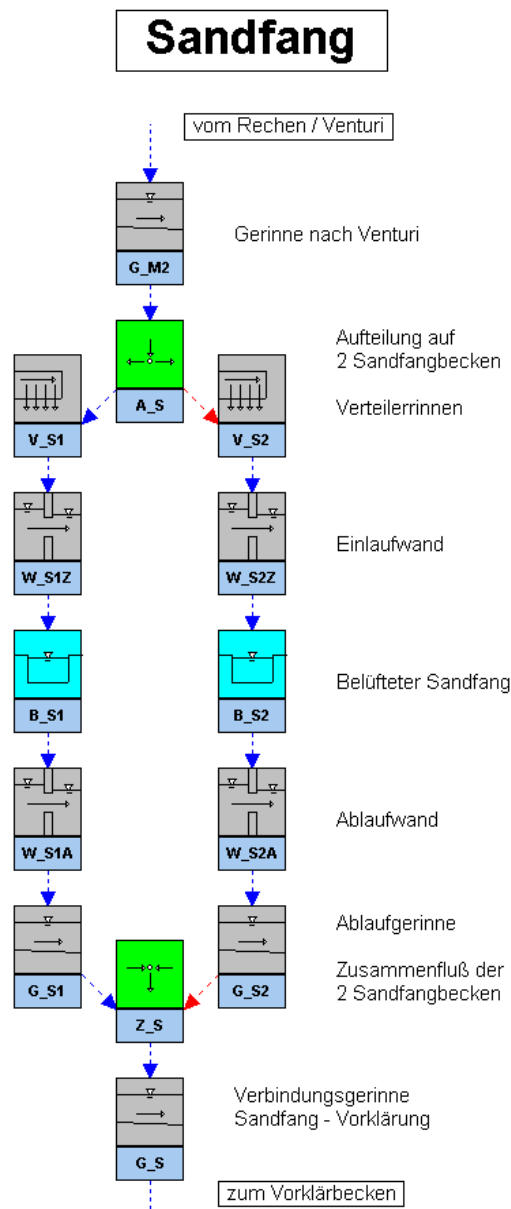 Sandfang
vom Rechen / Venturi
Gerinne nach Venturi
G_M2
Aufteilung auf
2 Sandfangbecken
A_S
Verteilerrinnen
V_S1
V_S2
Einlaufwand
W_S1Z
W_S2Z
Belüfteter Sandfang
B_S1
B_S2
Ablaufwand
W_S1A
W_S2A
Ablaufgerinne
Zusammenfluß der
2 Sandfangbecken
G_S1
G_S2
Z_S
Verbindungsgerinne
Sandfang - Vorklärung
G_S
zum Vorklärbecken